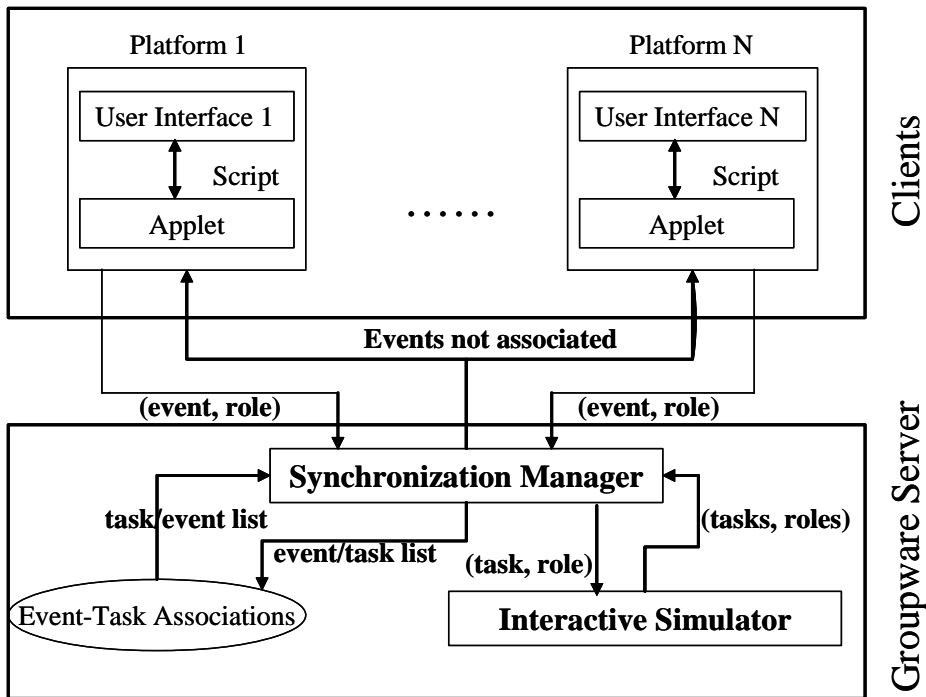 Platform 1
Platform N
User Interface 1
User Interface N
Script
Script
Applet
......
Applet
Clients
Events not associated
(event, role)
(event, role)
Groupware Server
Synchronization Manager
task/event list
event/task list
(task, role)
(tasks, roles)
Event-Task Associations
Interactive Simulator